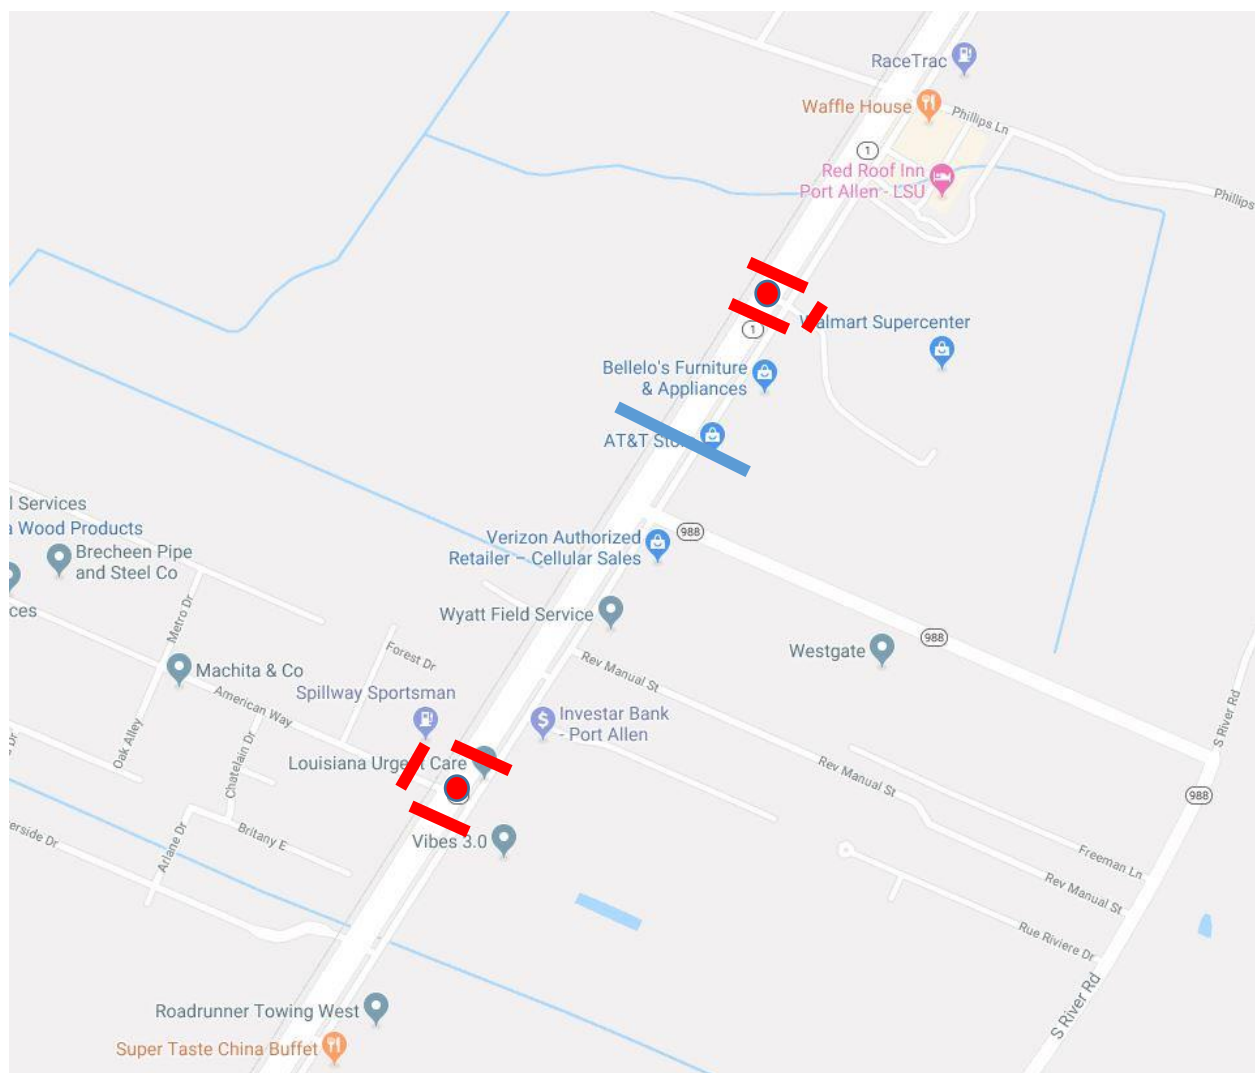 RaceTrac
Waffle House
Phillips Ln
1
Red Roof Inn
Port Allen - LSU
Phillips
Walmart Supercenter
1
Bellelo's Furniture
& Appliances
AT&T Sto
l Services
a Wood Products
988
Verizon Authorized
Retailer – Cellular Sales
Brecheen Pipe
and Steel Co
ces
Metro Dr
Wyatt Field Service
988
Westgate
Forest Dr
Machita & Co
Rev Manual St
Spillway Sportsman
American Way
Investar Bank
- Port Allen
S River Rd
Oak Alley
Chatelain Dr
Louisiana Urgent Care
Rev Manual St
988
erside Dr
Arlane Dr
Britany E
Vibes 3.0
Freeman Ln
Rev Manual St
Rue Riviere Dr
S River Rd
Roadrunner Towing West
Super Taste China Buffet